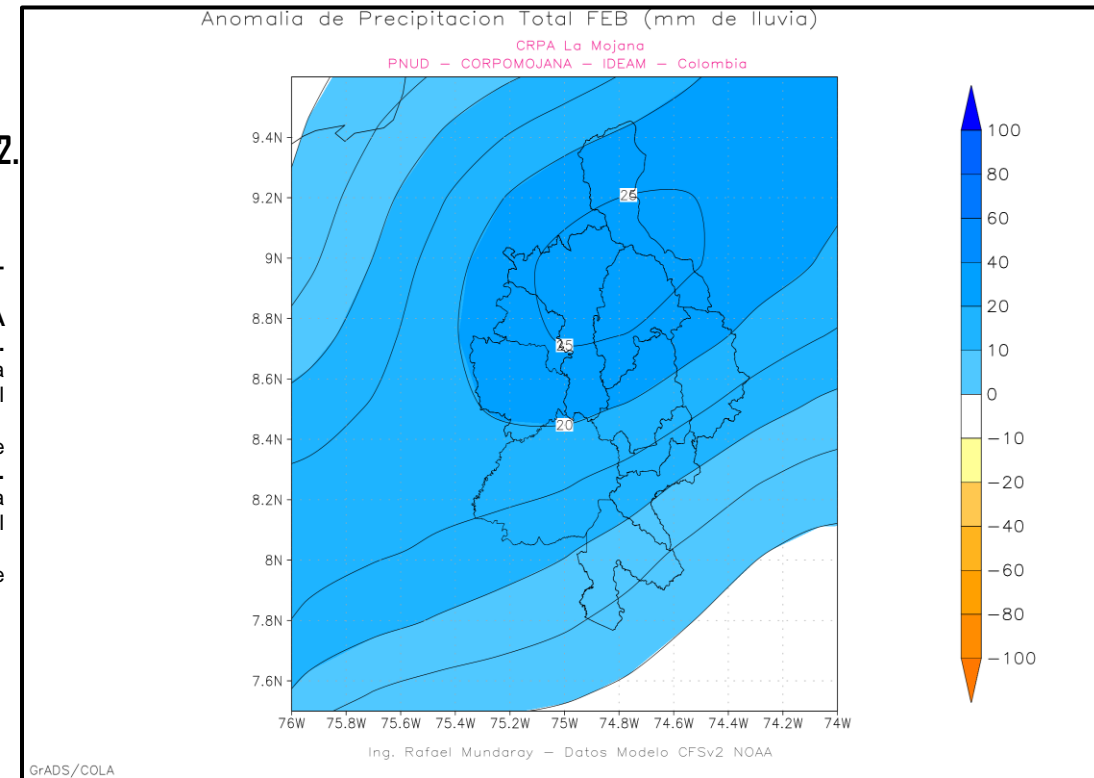 Anomalia de Precipitacion Total FEB (mm de lluvia)
CRPA La Mojana
PNUD – CORPOMOJANA – IDEAM – Colombia
2.
-
A
.
a
l
e
.
a
l
e
9.4N
9.2N
9N
8.8N
8.6N
8.4N
8.2N
8N
7.8N
7.6N
25
25
20
76W 75.8W 75.6W 75.4W 75.2W 75W 74.8W 74.6W 74.4W 74.2W 74W
100
80
60
40
20
10
0
−10
−20
−40
−60
−80
−100
Ing. Rafael Mundaray – Datos Modelo CFSv2 NOAA
GrADS/COLA